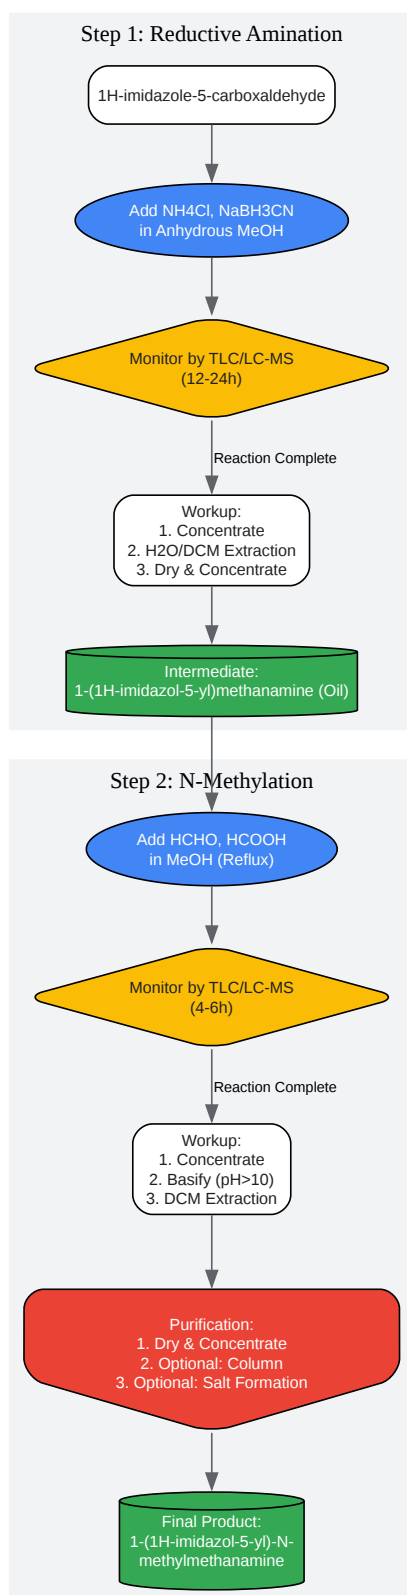 Step 1: Reductive Amination
1H-imidazole-5-carboxaldehyde
Add NH4Cl, NaBH3CN
in Anhydrous MeOH
Monitor by TLC/LC-MS
(12-24h)
Reaction Complete
Workup:
1. Concentrate
2. H2O/DCM Extraction
3. Dry & Concentrate
Intermediate:
1-(1H-imidazol-5-yl)methanamine (Oil)
Step 2: N-Methylation
Add HCHO, HCOOH
in MeOH (Reflux)
Monitor by TLC/LC-MS
(4-6h)
Reaction Complete
Workup:
1. Concentrate
2. Basify (pH>10)
3. DCM Extraction
Purification:
1. Dry & Concentrate
2. Optional: Column
3. Optional: Salt Formation
Final Product:
1-(1H-imidazol-5-yl)-N-
methylmethanamine